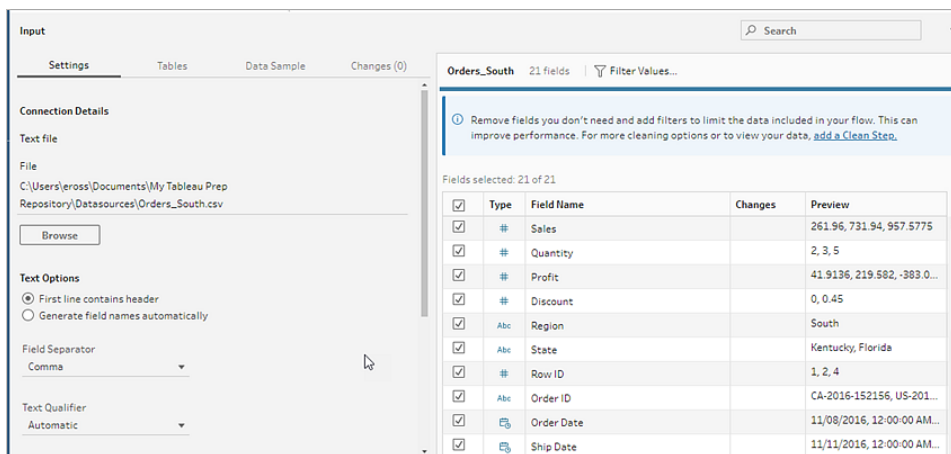 Input
Search
Settings Tables Data Sample Changes (0)
Connection Details
Text file
File
C:\Users\eross\Documents\My Tableau Prep
Repository\Datasources\Orders_South.csv
Browse
Text Options
First line contains header
Generate field names automatically
Field Separator
Comma
Text Qualifier
Automatic
Orders_South 21 fields Filter Values...
Remove fields you don't need and add filters to limit the data included in your flow. This can
improve performance. For more cleaning options or to view your data, add a Clean Step.
Fields selected: 21 of 21
Type Field Name Changes Preview
# Sales 261.96, 731.94, 957.5775
# Quantity 2, 3, 5
# Profit 41.9136, 219.582, -383.0...
# Discount 0, 0.45
Abc Region South
Abc State Kentucky, Florida
# Row ID 1, 2, 4
Abc Order ID CA-2016-152156, US-201...
Order Date 11/08/2016, 12:00:00 AM...
Ship Date 11/11/2016, 12:00:00 AM...